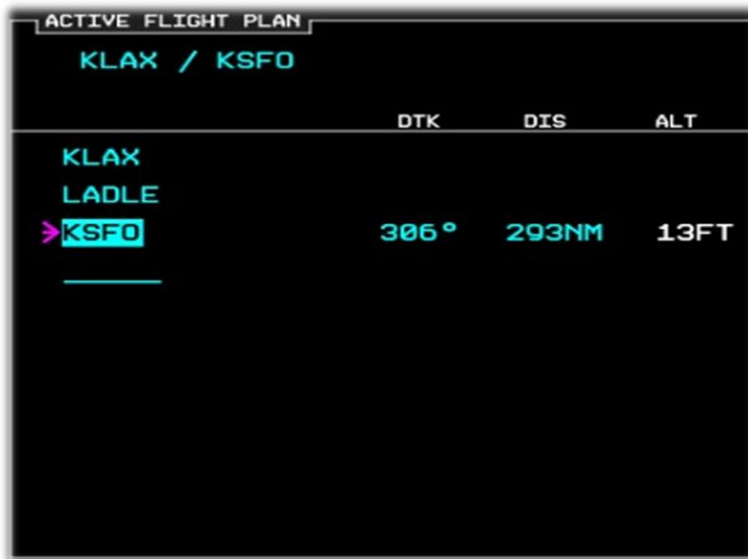 ACTIVE FLIGHT PLAN
KLAX / KSFO
DTK DIS ALT
KLAX
LADLE
KSFO 306° 293NM 13FT